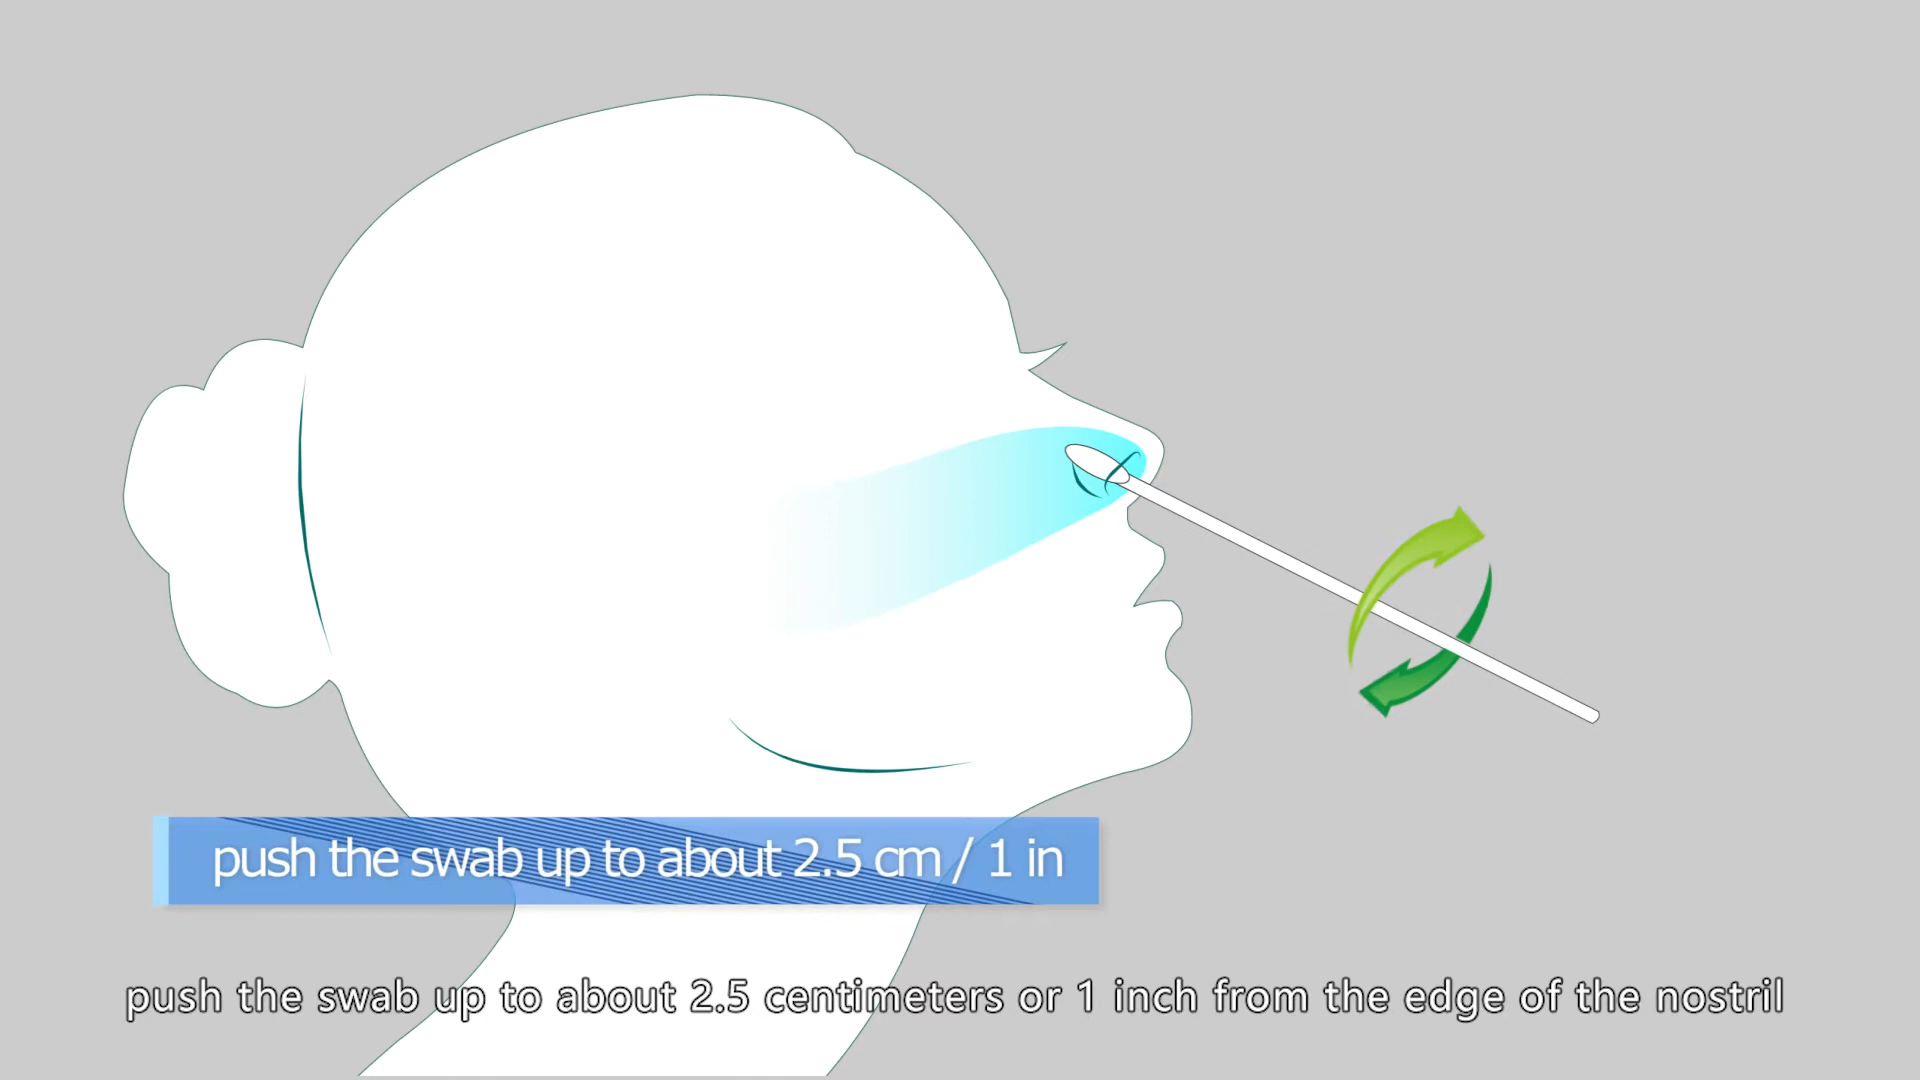 push the swab up to about 2.5 cm / 1 in
push the swab up to about 2.5 centimeters or 1 inch from the edge of the nostril